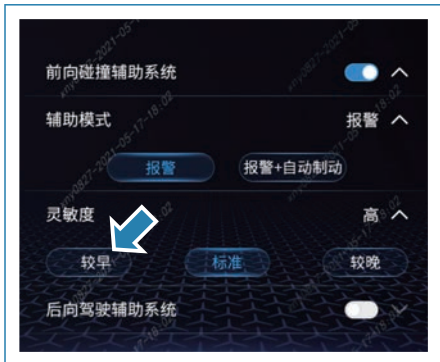 前向碰撞辅助系统
辅助模式 报警
报警 报警+自动制动
灵敏度 高
较早 标准 较晚
后向驾驶辅助系统